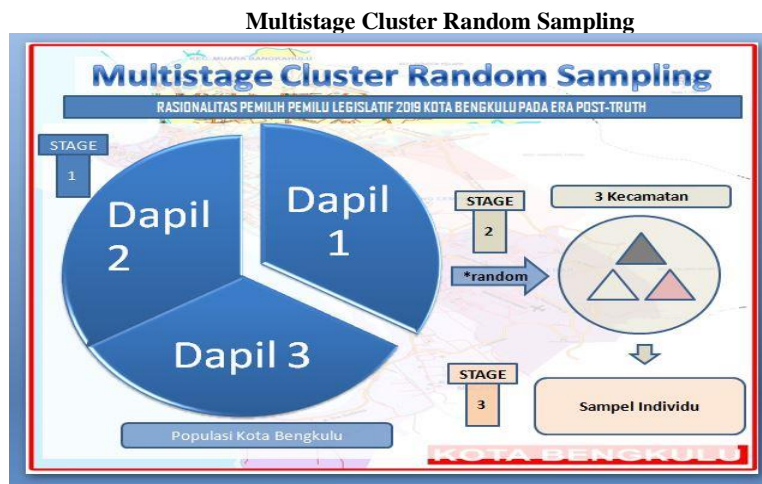 Multistage Cluster Random Sampling
Multistage Cluster Random Sampling
RASIONALITAS PEMILIH PEMILU LEGISLATIF 2019 KOTA BENGKULU PADA ERA POST-TRUTH
STAGE
1
Dapil
2
Dapil
1
Dapil 3
Populasi Kota Bengkulu
STAGE
2
*random
3 Kecamatan
STAGE
3
Sampel Individu
KOTA BENGKULU